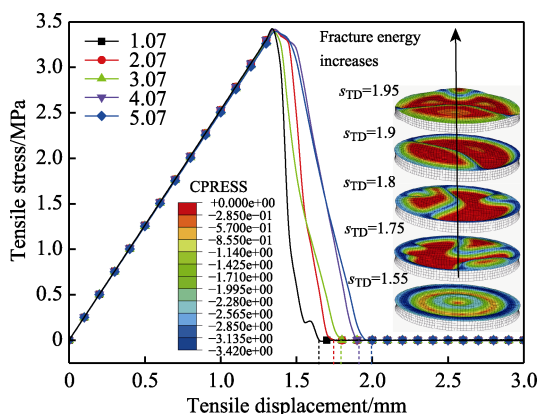 Tensile stress/MPa
3.5
3.0
2.5
2.0
1.5
1.0
0.5
0
1.07
2.07
3.07
4.07
5.07
CPRESS
+0.000e+00
-2.850e-01
-5.700e-01
-8.550e-01
-1.140e+00
-1.425e+00
-1.710e+00
-1.995e+00
-2.280e+00
-2.565e+00
-2.850e+00
-3.135e+00
-3.420e+00
Fracture energy
increases
sTD=1.95
sTD=1.9
sTD=1.8
sTD=1.75
sTD=1.55
0 0.5 1.0 1.5 2.0 2.5 3.0
Tensile displacement/mm